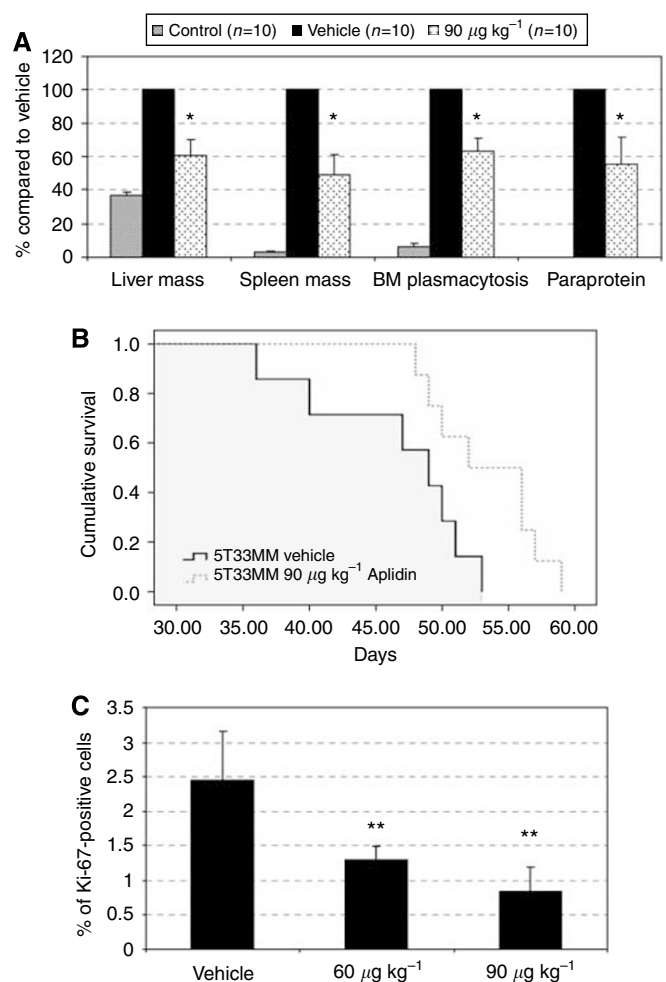 Control (n=10) Vehicle (n=10) 90 μg kg⁻¹ (n=10)
A
% compared to vehicle
120
100
80
60
40
20
0
* * * *
Liver mass Spleen mass BM plasmacytosis Paraprotein
B
Cumulative survival
1.0
0.8
0.6
0.4
0.2
0.0
5T33MM vehicle
5T33MM 90 μg kg⁻¹ Aplidin
30.00 35.00 40.00 45.00 50.00 55.00 60.00
Days
C
% of Ki-67-positive cells
3.5
3
2.5
2
1.5
1
0.5
0
** **
Vehicle 60 μg kg⁻¹ 90 μg kg⁻¹